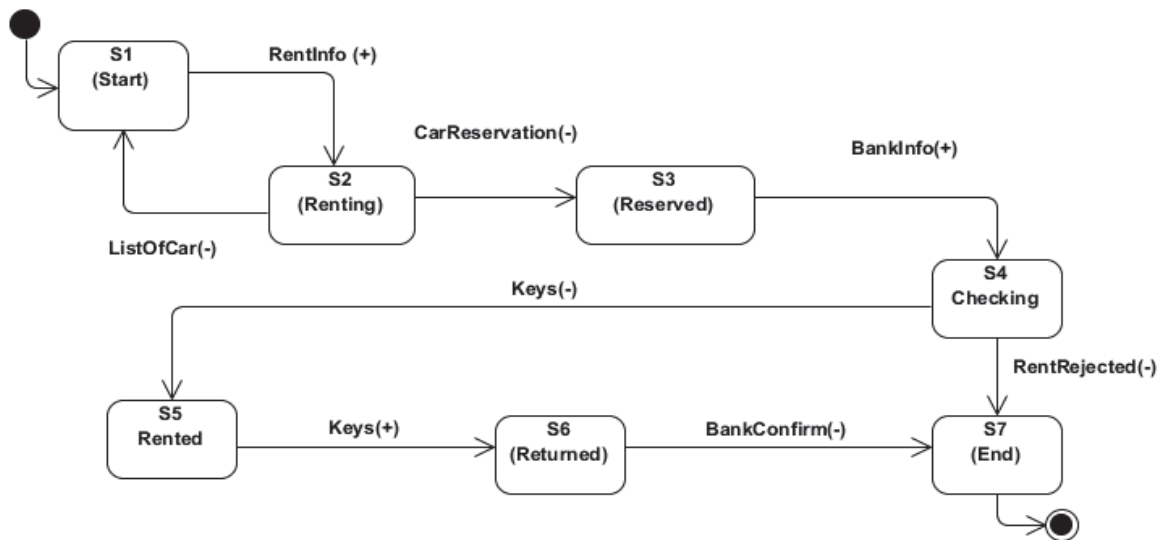 S1
(Start)
RentInfo (+)
CarReservation(-)
BankInfo(+)
S2
(Renting)
S3
(Reserved)
ListOfCar(-)
S4
Checking
Keys(-)
RentRejected(-)
S5
Rented
Keys(+)
S6
(Returned)
BankConfirm(-)
S7
(End)